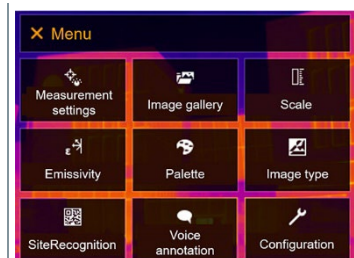 Menu
Measurement
settings
Image gallery
Scale
Emissivity
Palette
Image type
SiteRecognition
Voice
annotation
Configuration